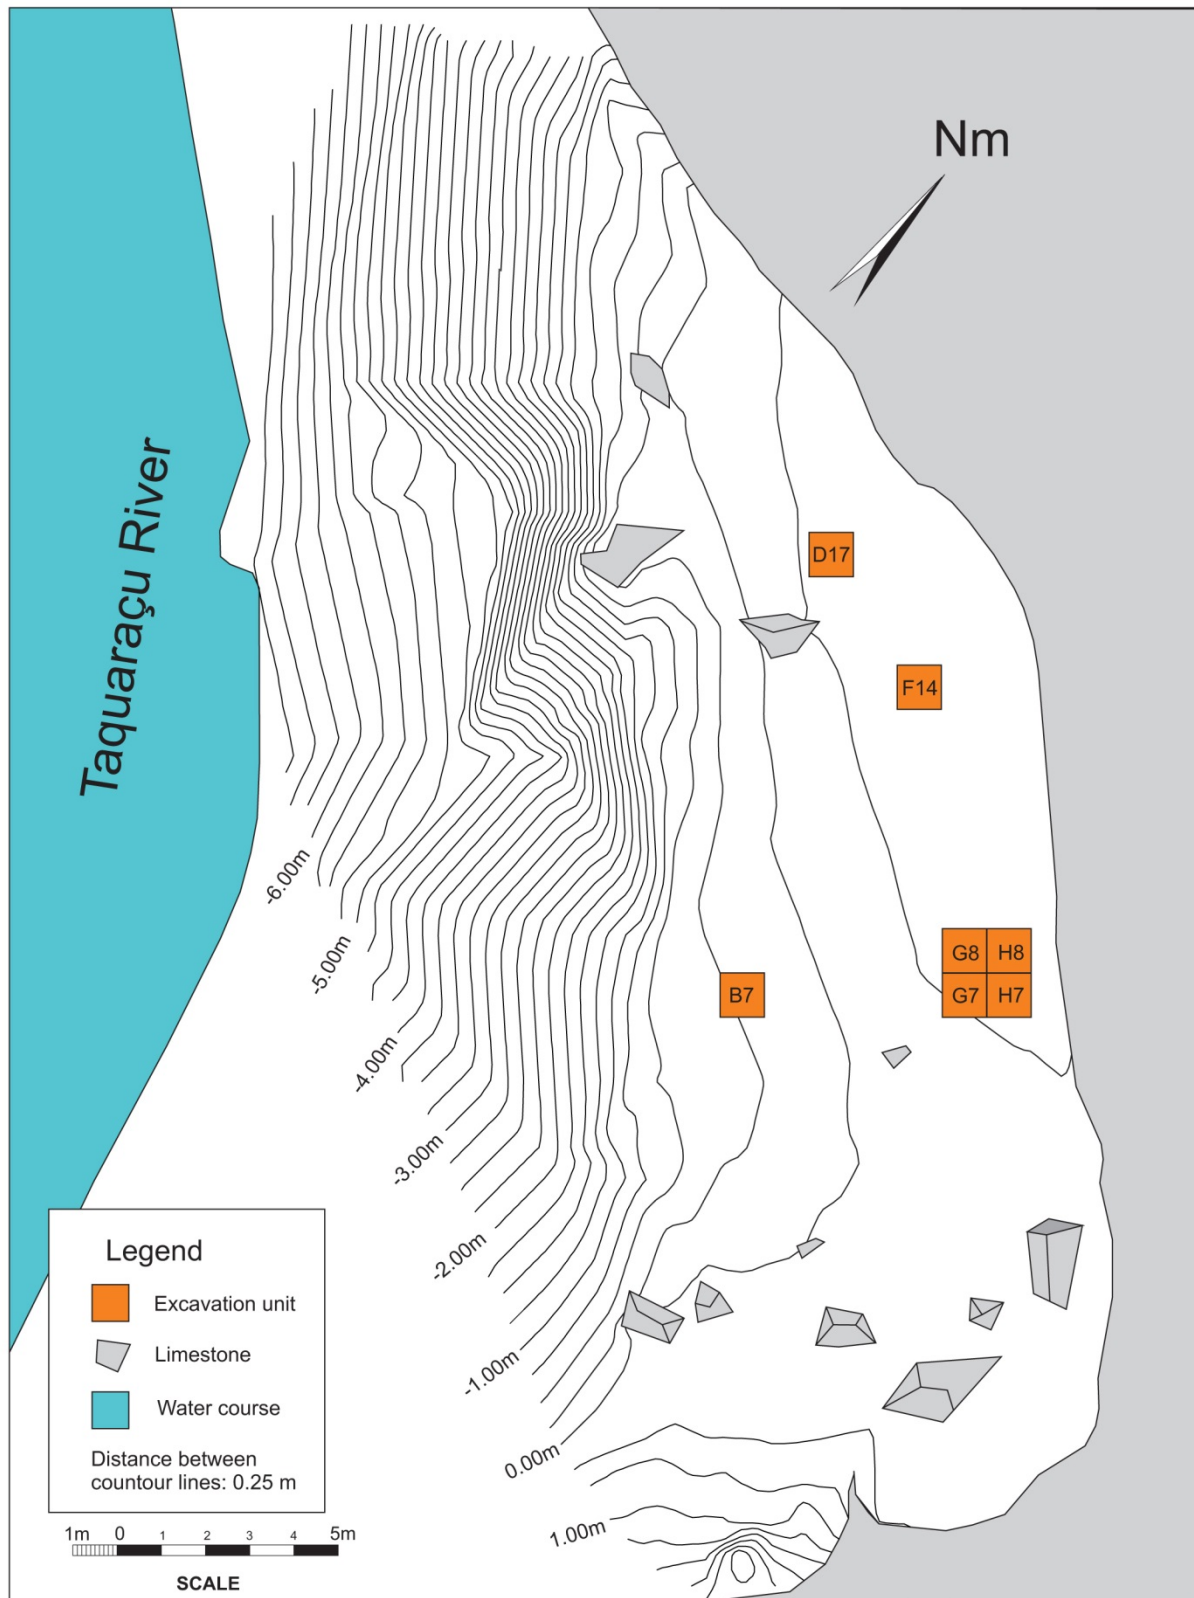 Nm
Taquaraçu River
D17
F14
G8 H8
G7 H7
B7
-6.00m
-5.00m
-4.00m
-3.00m
-2.00m
-1.00m
0.00m
1.00m
Legend
Excavation unit
Limestone
Water course
Distance between
countour lines: 0.25 m
1m 0 1 2 3 4 5m
SCALE